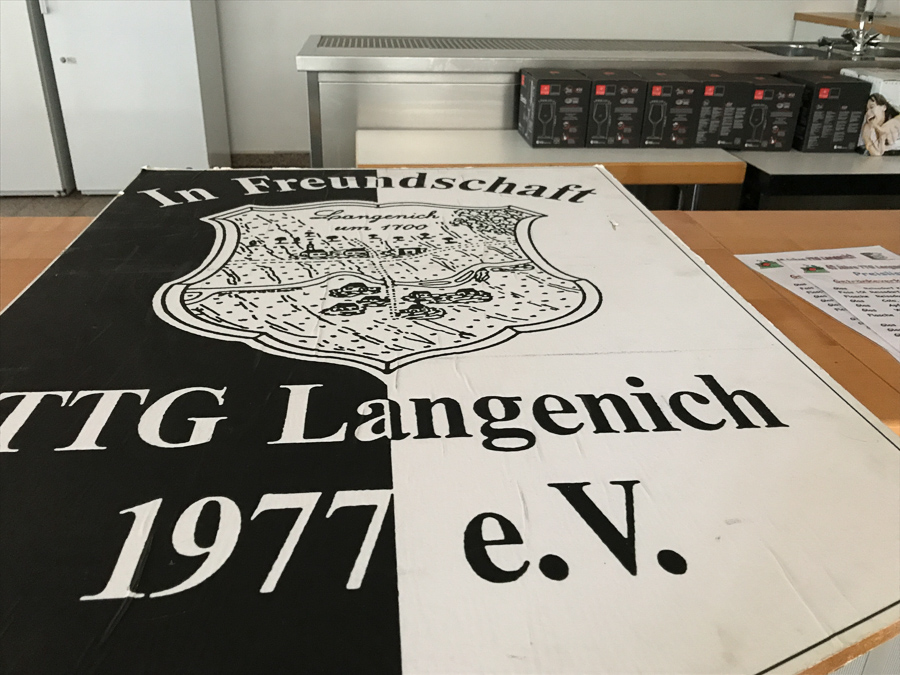 In Freundschaft
Langenich
um 1700
TTG Langenich
1977 e.V.